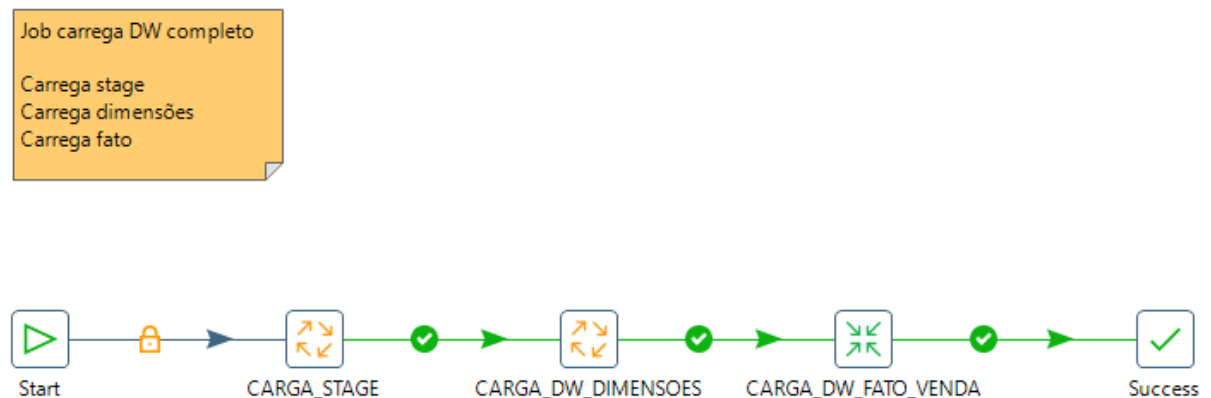 Job carrega DW completo
Carrega stage
Carrega dimensões
Carrega fato
Start
CARGA_STAGE
CARGA_DW_DIMENSOES
CARGA_DW_FATO_VENDA
Success